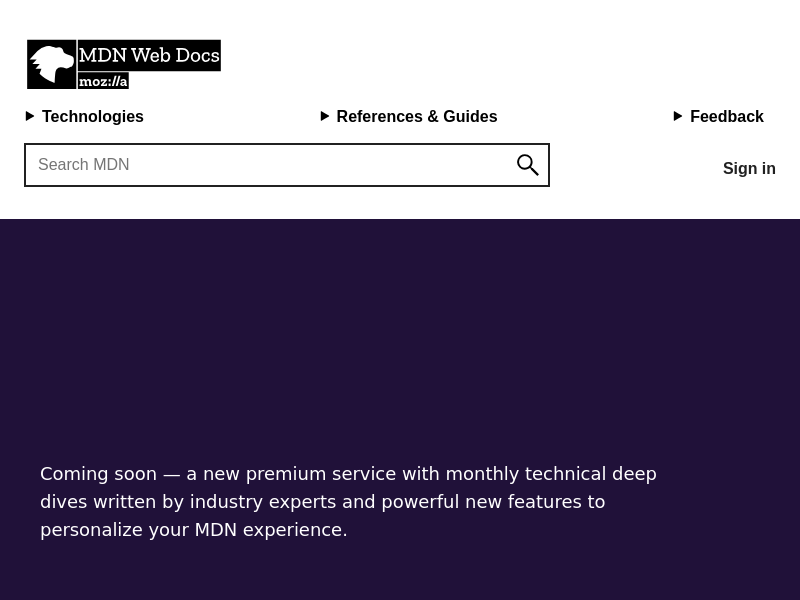 MDN Web Docs
moz://a
Technologies
References & Guides
Feedback
Search MDN
Sign in
Coming soon — a new premium service with monthly technical deep
dives written by industry experts and powerful new features to
personalize your MDN experience.